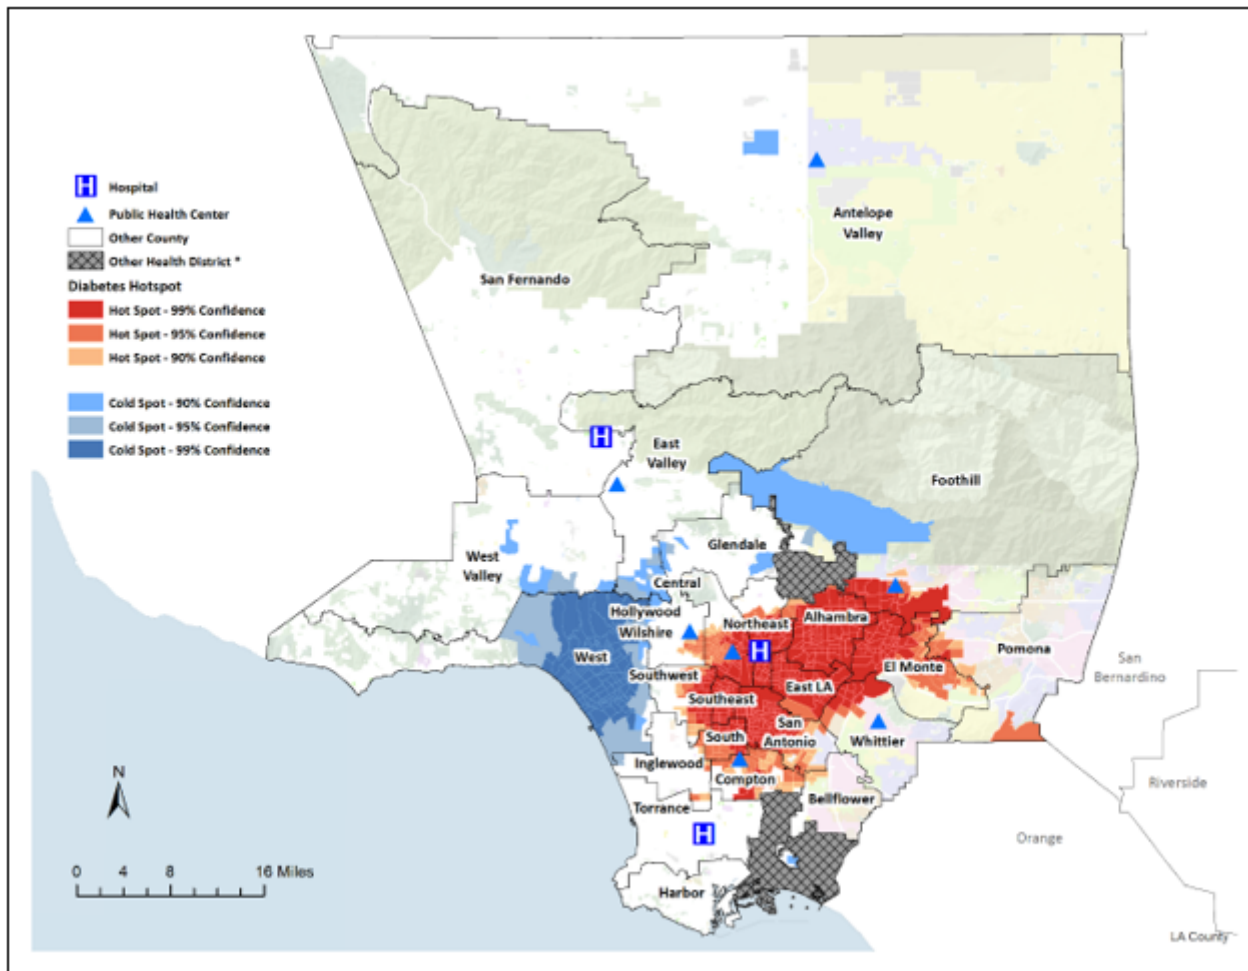 H Hospital
Public Health Center
Other County
Other Health District *
Diabetes Hotspot
Hot Spot - 99% Confidence
Hot Spot - 95% Confidence
Hot Spot - 90% Confidence
Cold Spot - 90% Confidence
Cold Spot - 95% Confidence
Cold Spot - 99% Confidence
Antelope
Valley
San Fernando
H
East
Valley
Foothill
West
Valley
Glendale
Central
Hollywood
Wilshire
Northeast
Alhambra
H
West
El Monte
Pomona
San
Bernardino
Southwest
East LA
Southeast
San
Antonio
South
Whittier
Inglewood
Compton
Bellflower
Riverside
Torrance
H
Orange
Harbor
LA County
N
0 4 8 16 Miles